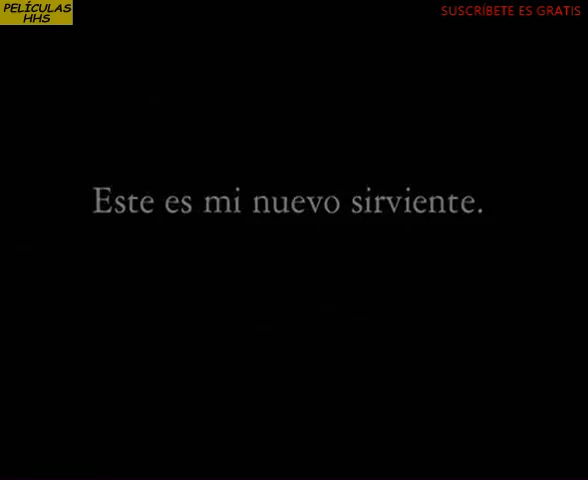 PELÍCULAS
HHS
SUSCRÍBETE ES GRATIS
Este es mi nuevo sirviente.